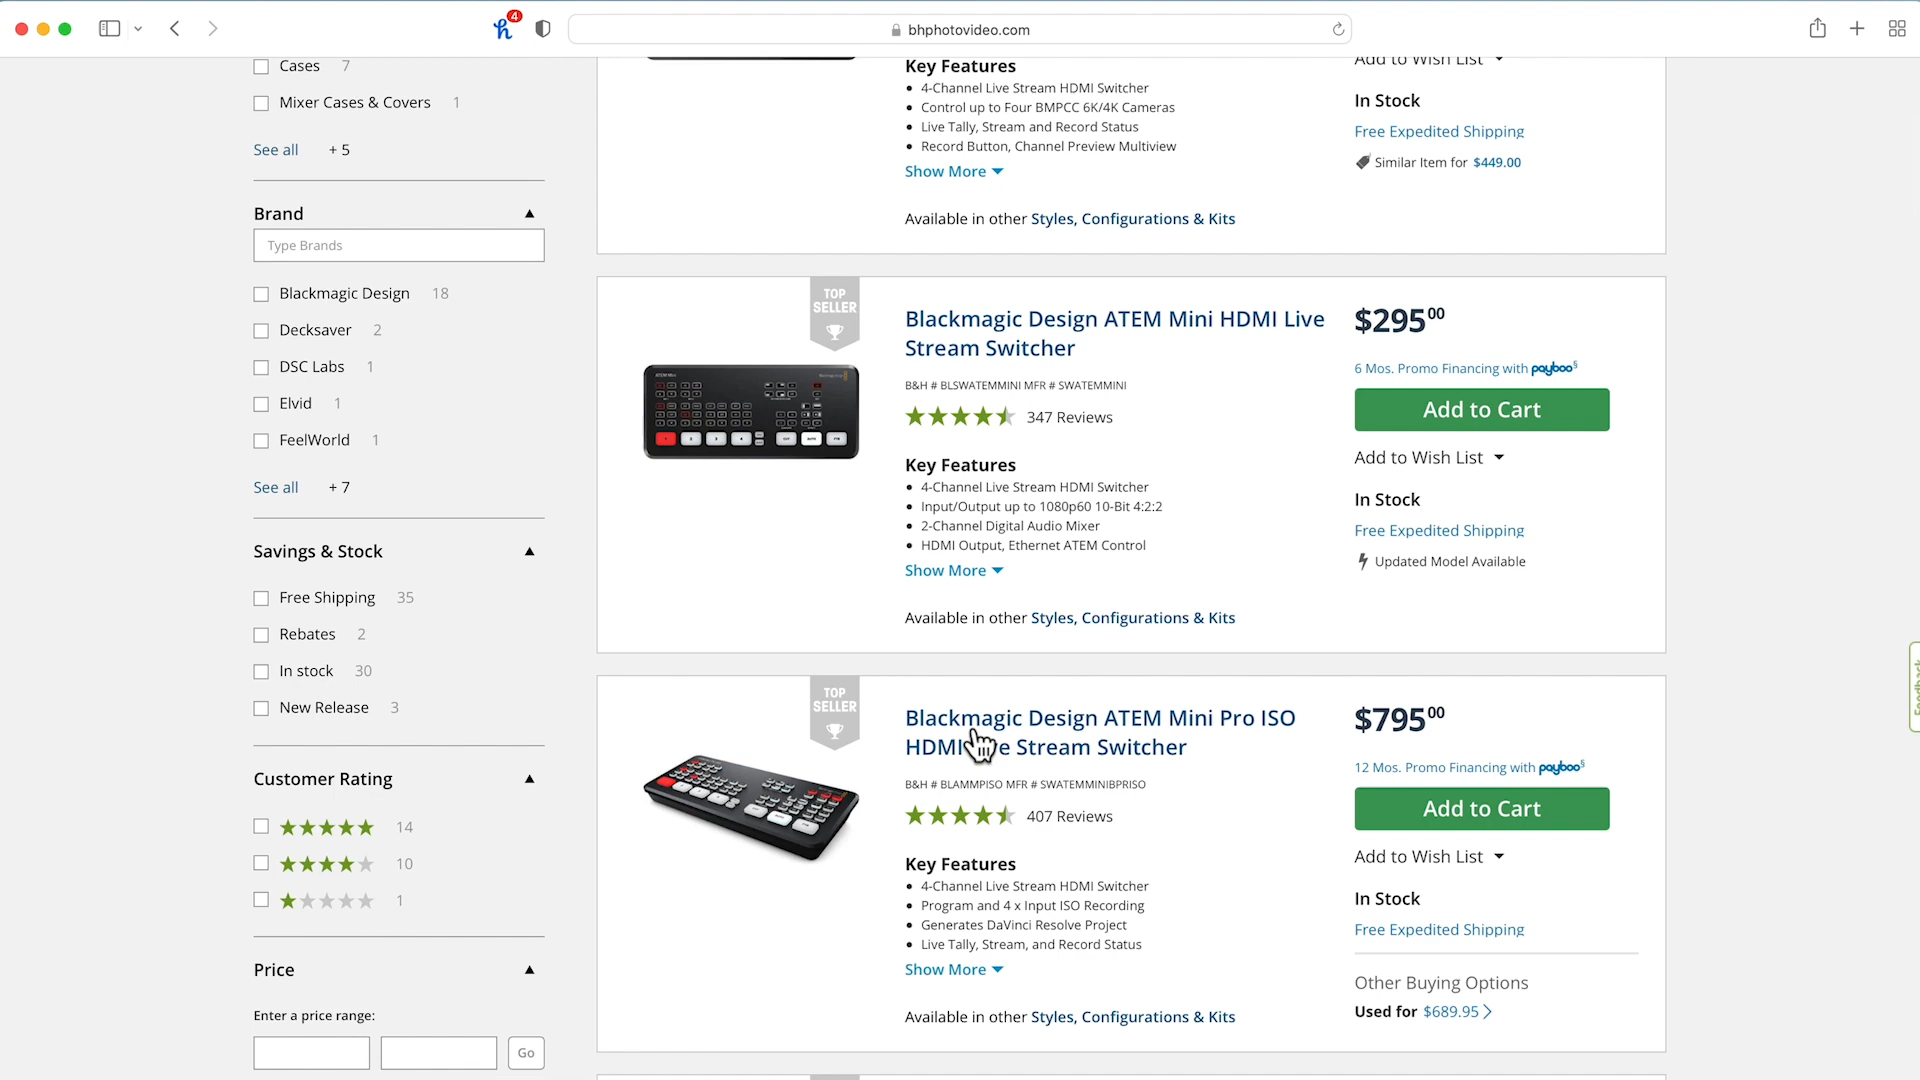 4
bhphotovideo.com
Cases 7
Mixer Cases & Covers 1
See all + 5
Brand
Type Brands
Blackmagic Design 18
Decksaver 2
DSC Labs 1
Elvid 1
FeelWorld 1
See all + 7
Savings & Stock
Free Shipping 35
Rebates 2
In stock 30
New Release 3
Customer Rating
14
10
1
Price
Enter a price range:
Go
Key Features
4-Channel Live Stream HDMI Switcher
Control up to Four BMPCC 6K/4K Cameras
Live Tally, Stream and Record Status
Record Button, Channel Preview Multiview
Show More
Available in other Styles, Configurations & Kits
Add to Wish List
In Stock
Free Expedited Shipping
Similar Item for $449.00
TOP
SELLER
Blackmagic Design ATEM Mini HDMI Live
Stream Switcher
B&H # BLSWATEMMINI MFR # SWATEMMINI
347 Reviews
Key Features
4-Channel Live Stream HDMI Switcher
Input/Output up to 1080p60 10-Bit 4:2:2
2-Channel Digital Audio Mixer
HDMI Output, Ethernet ATEM Control
Show More
Available in other Styles, Configurations & Kits
$295.00
6 Mos. Promo Financing with payboo§
Add to Cart
Add to Wish List
In Stock
Free Expedited Shipping
Updated Model Available
TOP
SELLER
Blackmagic Design ATEM Mini Pro ISO
HDMI Live Stream Switcher
B&H # BLAMMPISO MFR # SWATEMMINIBPRISO
407 Reviews
Key Features
4-Channel Live Stream HDMI Switcher
Program and 4 x Input ISO Recording
Generates DaVinci Resolve Project
Live Tally, Stream, and Record Status
Show More
Available in other Styles, Configurations & Kits
$795.00
12 Mos. Promo Financing with payboo§
Add to Cart
Add to Wish List
In Stock
Free Expedited Shipping
Other Buying Options
Used for $689.95
Feedback